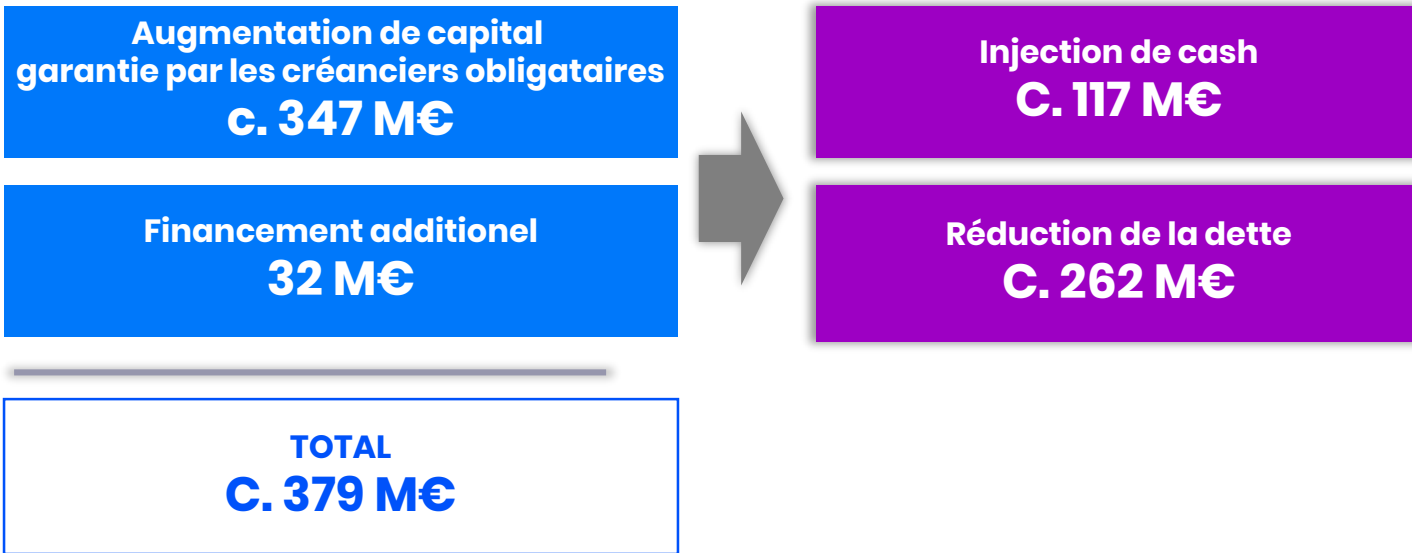 Augmentation de capital
garantie par les créanciers obligataires
c. 347 M€
Financement additionel
32 M€
TOTAL
C. 379 M€
Injection de cash
C. 117 M€
Réduction de la dette
C. 262 M€